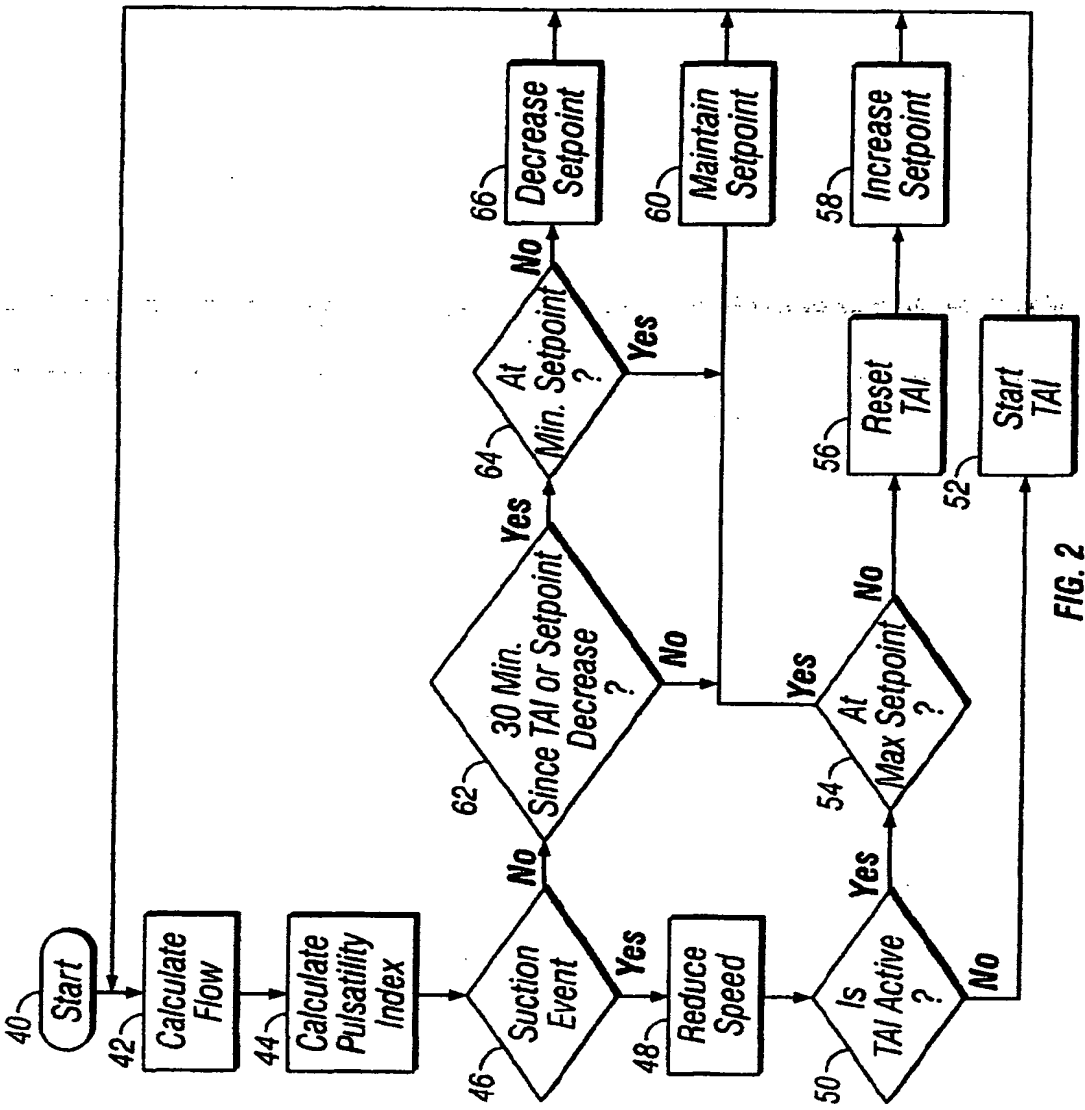 40
Start
42
Calculate
Flow
44
Calculate
Pulsatility
Index
46
Suction
Event
No
Yes
48
Reduce
Speed
50
Is
TAI Active
?
Yes
No
62
30 Min.
Since TAI or Setpoint
Decrease
?
Yes
No
64
At
Min. Setpoint
?
No
Yes
66
Decrease
Setpoint
60
Maintain
Setpoint
54
At
Max Setpoint
?
Yes
No
56
Reset
TAI
58
Increase
Setpoint
52
Start
TAI
FIG. 2